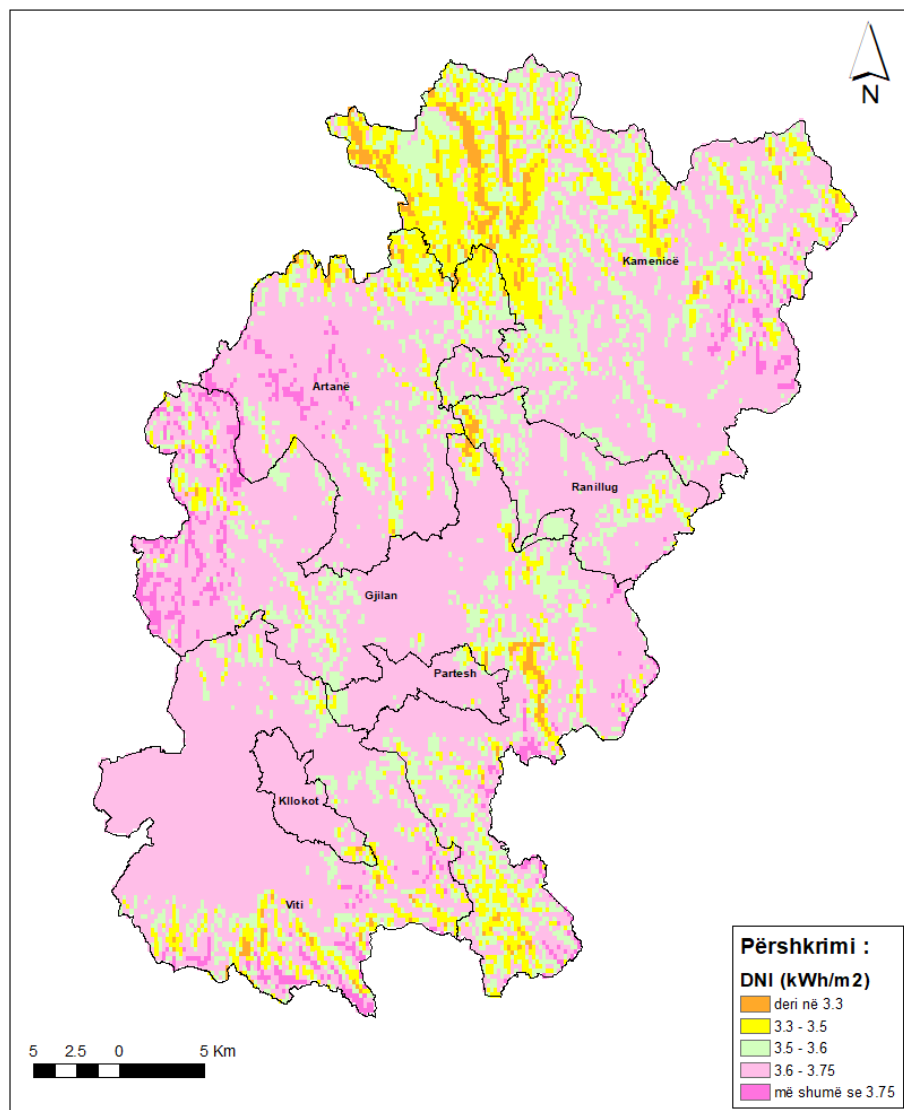 N
Kamenicë
Artanë
Ranillug
Gjilan
Partesh
Kllokot
Viti
Përshkrimi :
DNI (kWh/m2)
deri në 3.3
3.3 - 3.5
3.5 - 3.6
3.6 - 3.75
më shumë se 3.75
5 2.5 0 5 Km